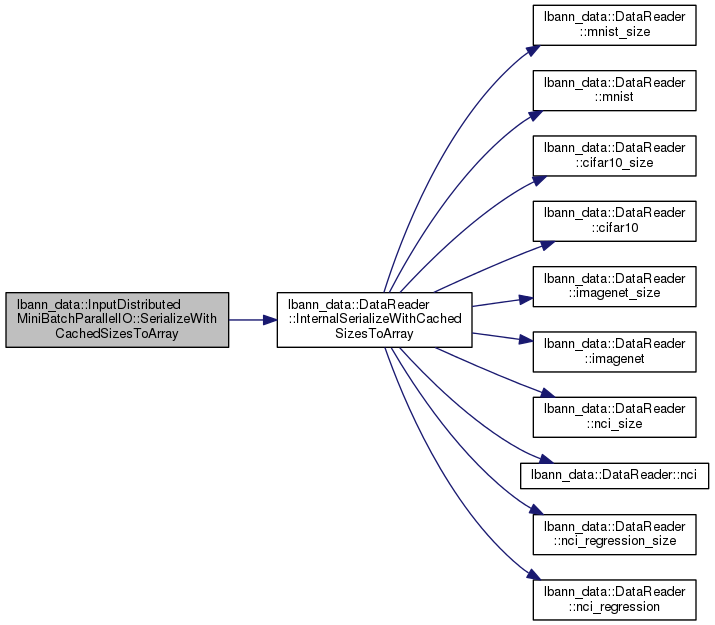 lbann_data::InputDistributed
MiniBatchParallelIO::SerializeWith
CachedSizesToArray
lbann_data::DataReader
::InternalSerializeWithCached
SizesToArray
lbann_data::DataReader
::mnist_size
lbann_data::DataReader
::mnist
lbann_data::DataReader
::cifar10_size
lbann_data::DataReader
::cifar10
lbann_data::DataReader
::imagenet_size
lbann_data::DataReader
::imagenet
lbann_data::DataReader
::nci_size
lbann_data::DataReader::nci
lbann_data::DataReader
::nci_regression_size
lbann_data::DataReader
::nci_regression